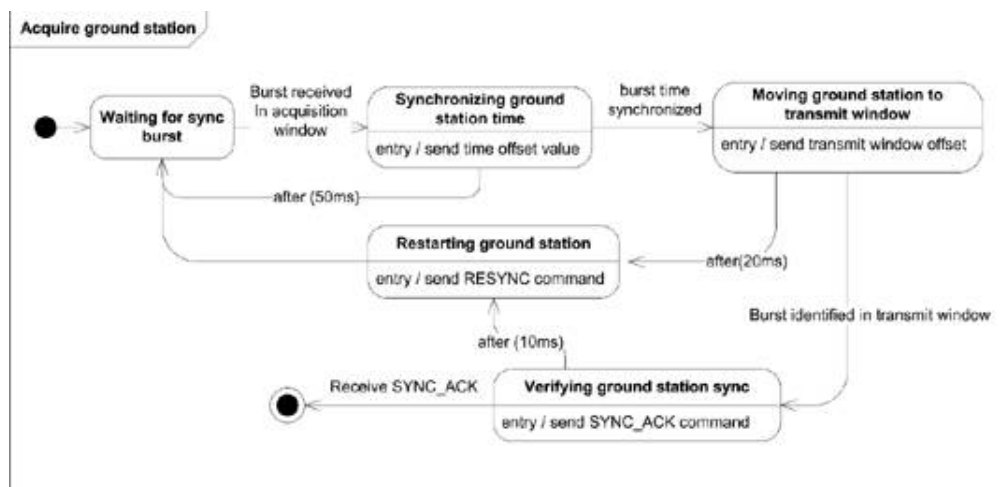 Acquire ground station
Waiting for sync
burst
Burst received
In acquisition
window
Synchronizing ground
station time
entry / send time offset value
burst time
synchronized
Moving ground station to
transmit window
entry / send transmit window offset
after (50ms)
Restarting ground station
entry / send RESYNC command
after(20ms)
Burst identified in transmit window
after (10ms)
Receive SYNC_ACK
Verifying ground station sync
entry / send SYNC_ACK command